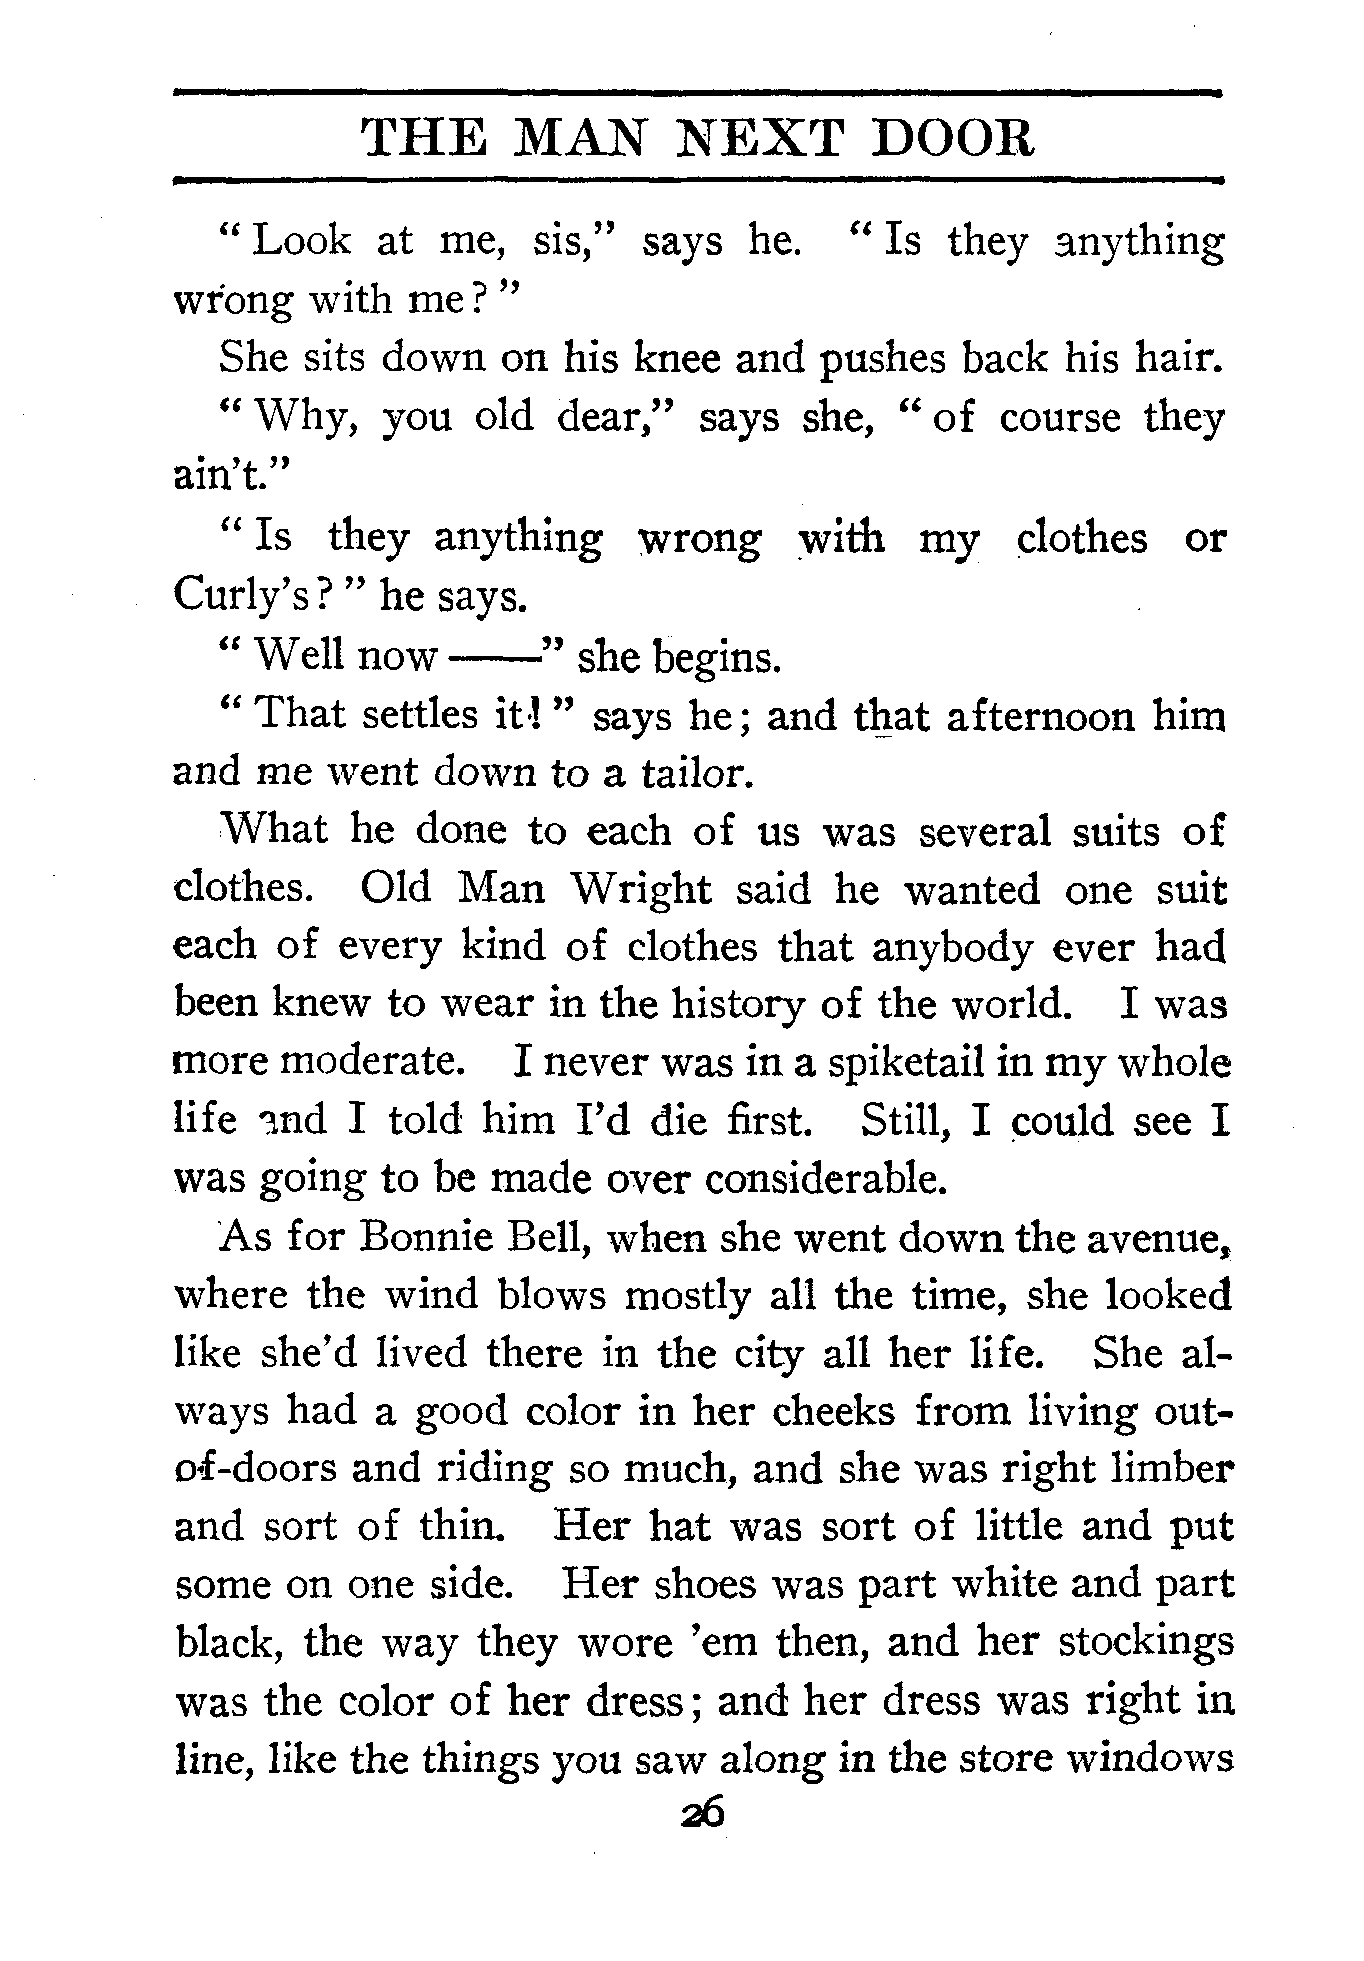 THE MAN NEXT DOOR
“Look at me, sis,” says he. “Is they anything
wrong with me?”
She sits down on his knee and pushes back his hair.
“Why, you old dear,” says she, “of course they
ain’t.”
“Is they anything wrong with my clothes or
Curly’s?” he says.
“Well now ——” she begins.
“That settles it!” says he; and that afternoon him
and me went down to a tailor.
What he done to each of us was several suits of
clothes. Old Man Wright said he wanted one suit
each of every kind of clothes that anybody ever had
been knew to wear in the history of the world. I was
more moderate. I never was in a spiketail in my whole
life and I told him I’d die first. Still, I could see I
was going to be made over considerable.
As for Bonnie Bell, when she went down the avenue,
where the wind blows mostly all the time, she looked
like she’d lived there in the city all her life. She al-
ways had a good color in her cheeks from living out-
of-doors and riding so much, and she was right limber
and sort of thin. Her hat was sort of little and put
some on one side. Her shoes was part white and part
black, the way they wore ’em then, and her stockings
was the color of her dress; and her dress was right in
line, like the things you saw along in the store windows
26